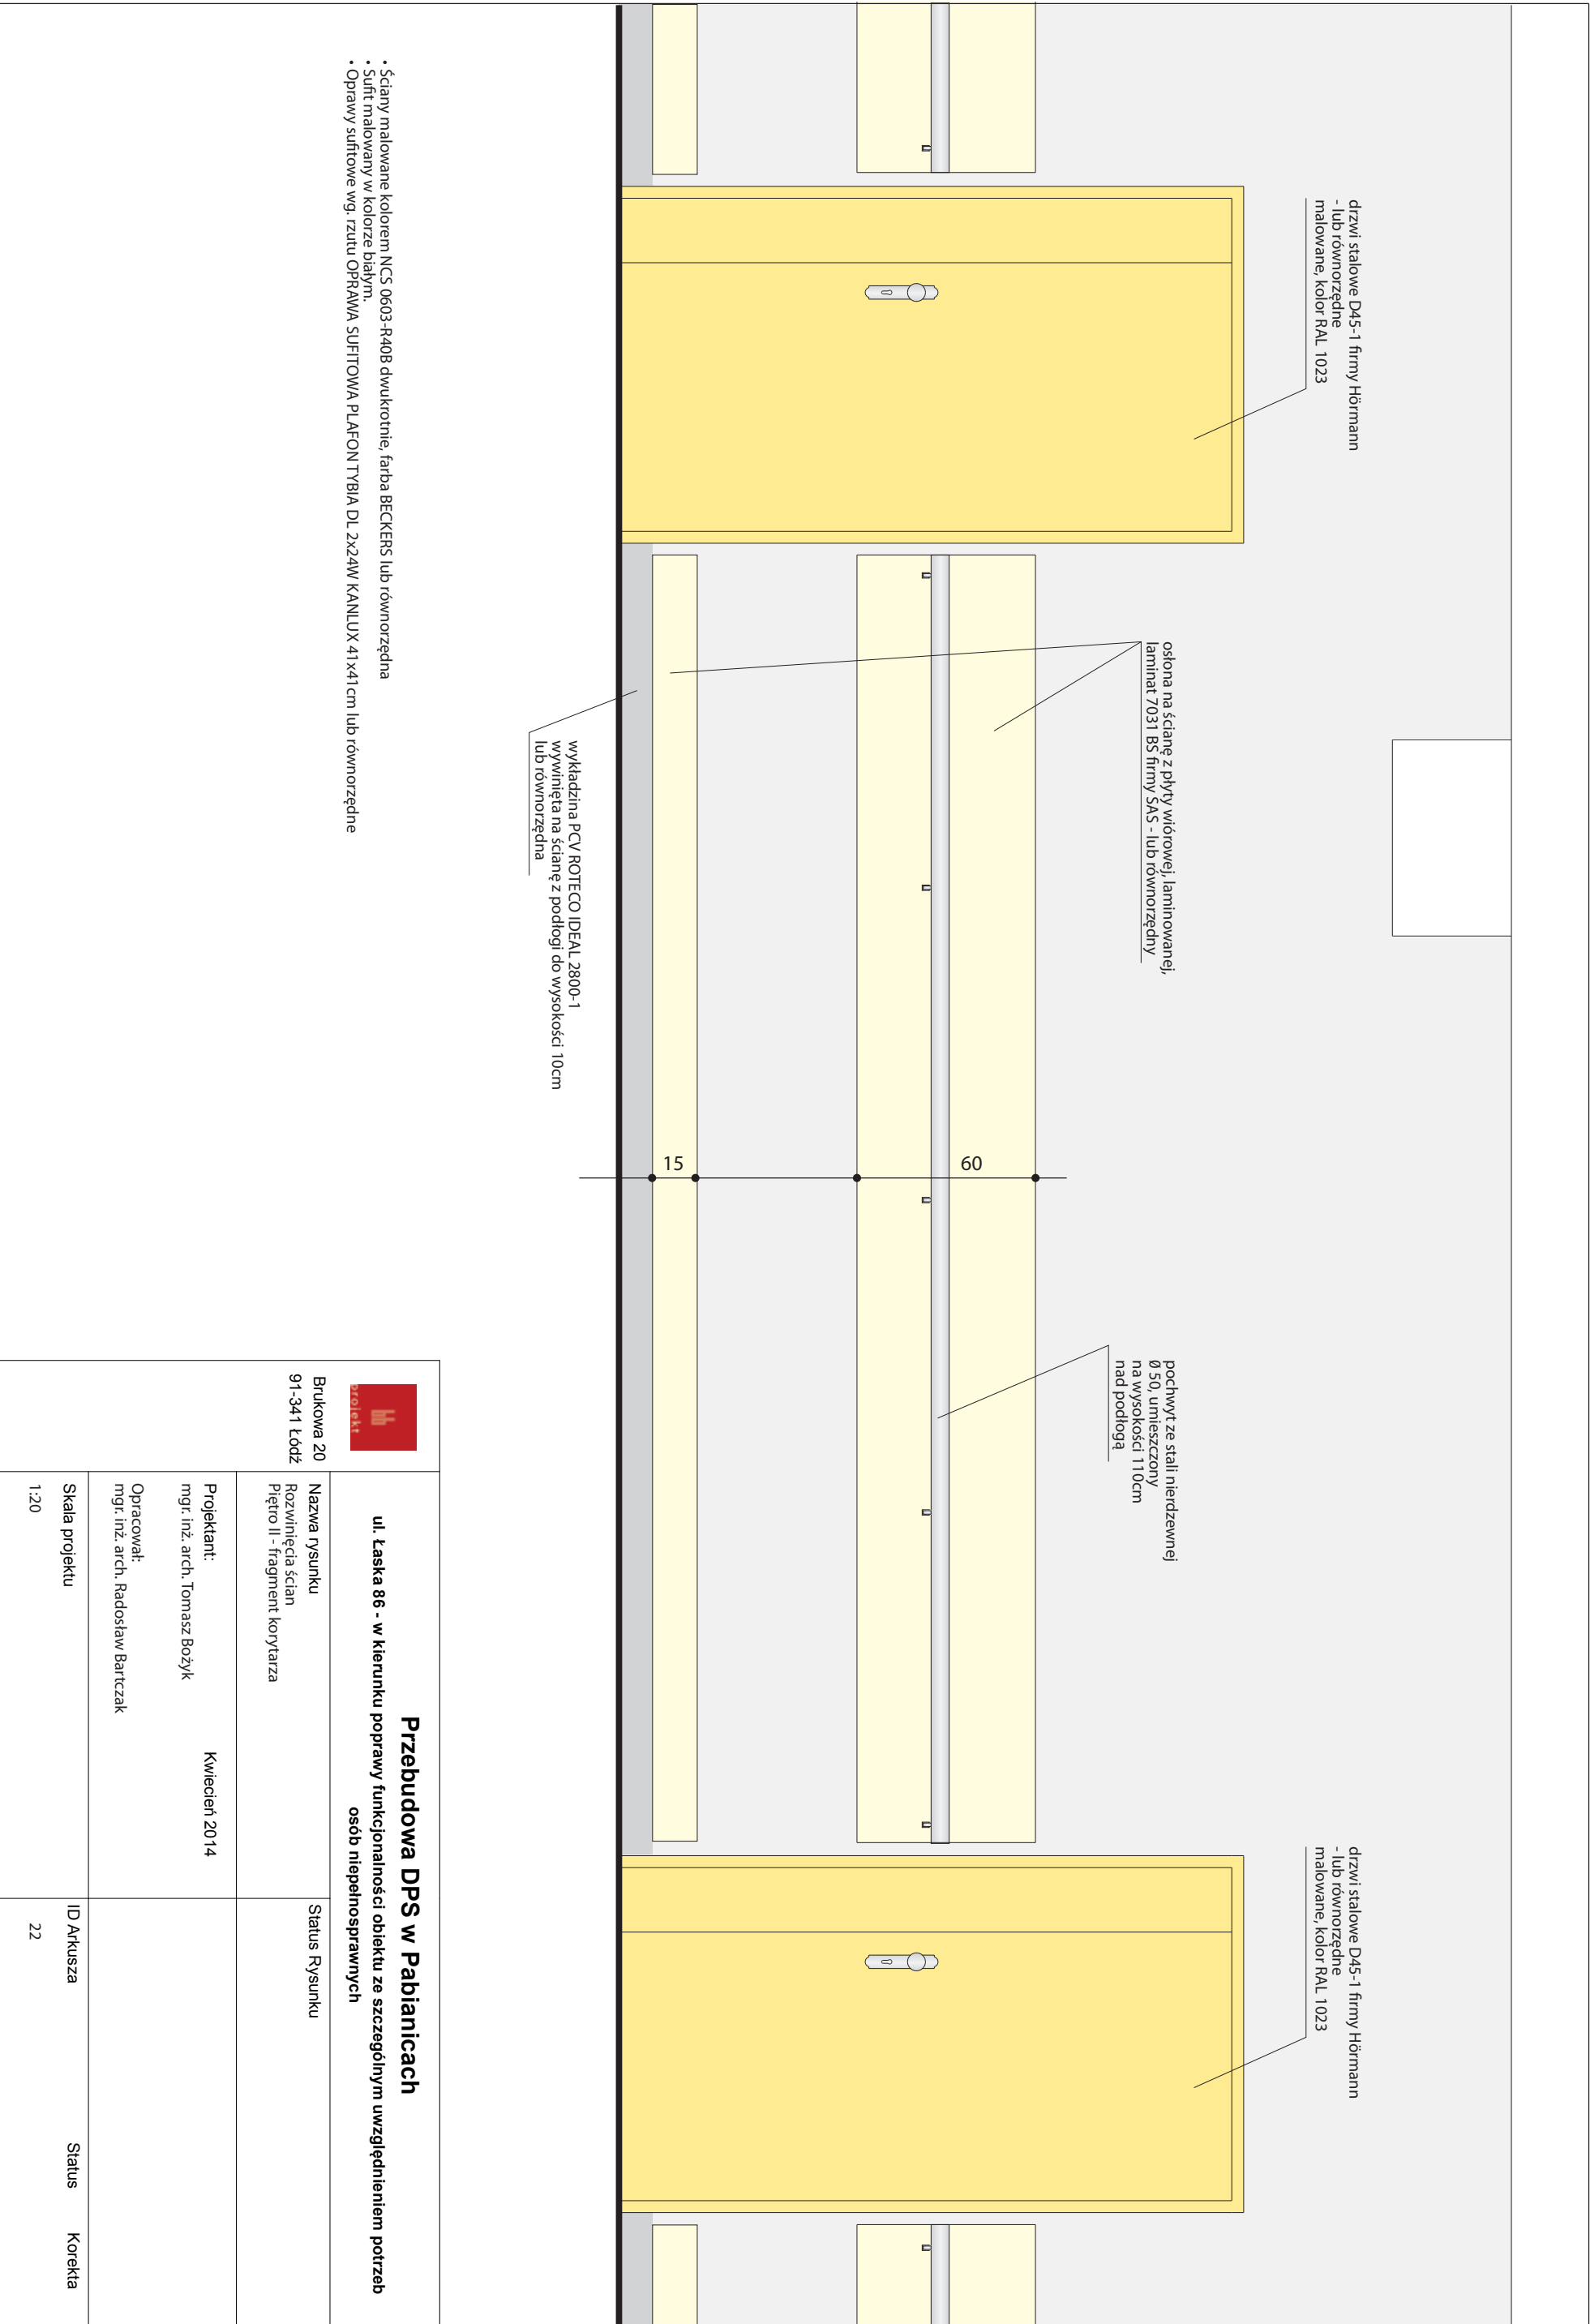 drzwi stalowe D45-1 firmy Hörmann
- lub równorzędne
malowane, kolor RAL 1023
osłona na ścianę z płyty wiórowej, laminowanej,
laminat 7031 BS firmy SAS - lub równorzędny
pochwyt ze stali nierdzewnej
Ø 50, umieszczony
na wysokości 110cm
nad podłogą
drzwi stalowe D45-1 firmy Hörmann
- lub równorzędne
malowane, kolor RAL 1023
60
15
wykładzina PCV ROTECO IDEAL 2800-1
wywinięta na ścianę z podłogi do wysokości 10cm
lub równorzędna
• Ściany malowane kolorem NCS 0603-R40B dwukrotnie, farba BECKERS lub równorzędna
• Sufit malowany w kolorze białym.
• Oprawy sufitowe wg. rzutu OPRAWA SUFITOWA PLAFON TYBIA DL 2x24W KANLUX 41x41cm lub równorzędne
projekt
Brukowa 20
91-341 Łódź
Przebudowa DPS w Pabianicach
ul. Łaska 86 - w kierunku poprawy funkcjonalności obiektu ze szczególnym uwzględnieniem potrzeb
osób niepełnosprawnych
Nazwa rysunku
Rozwinięcia ścian
Piętro II - fragment korytarza
Status Rysunku
Projektant:
mgr. inż. arch. Tomasz Bożyk
Kwiecień 2014
Opracował:
mgr. inż. arch. Radosław Bartczak
Skala projektu
1:20
ID Arkusza
22
Status
Korekta